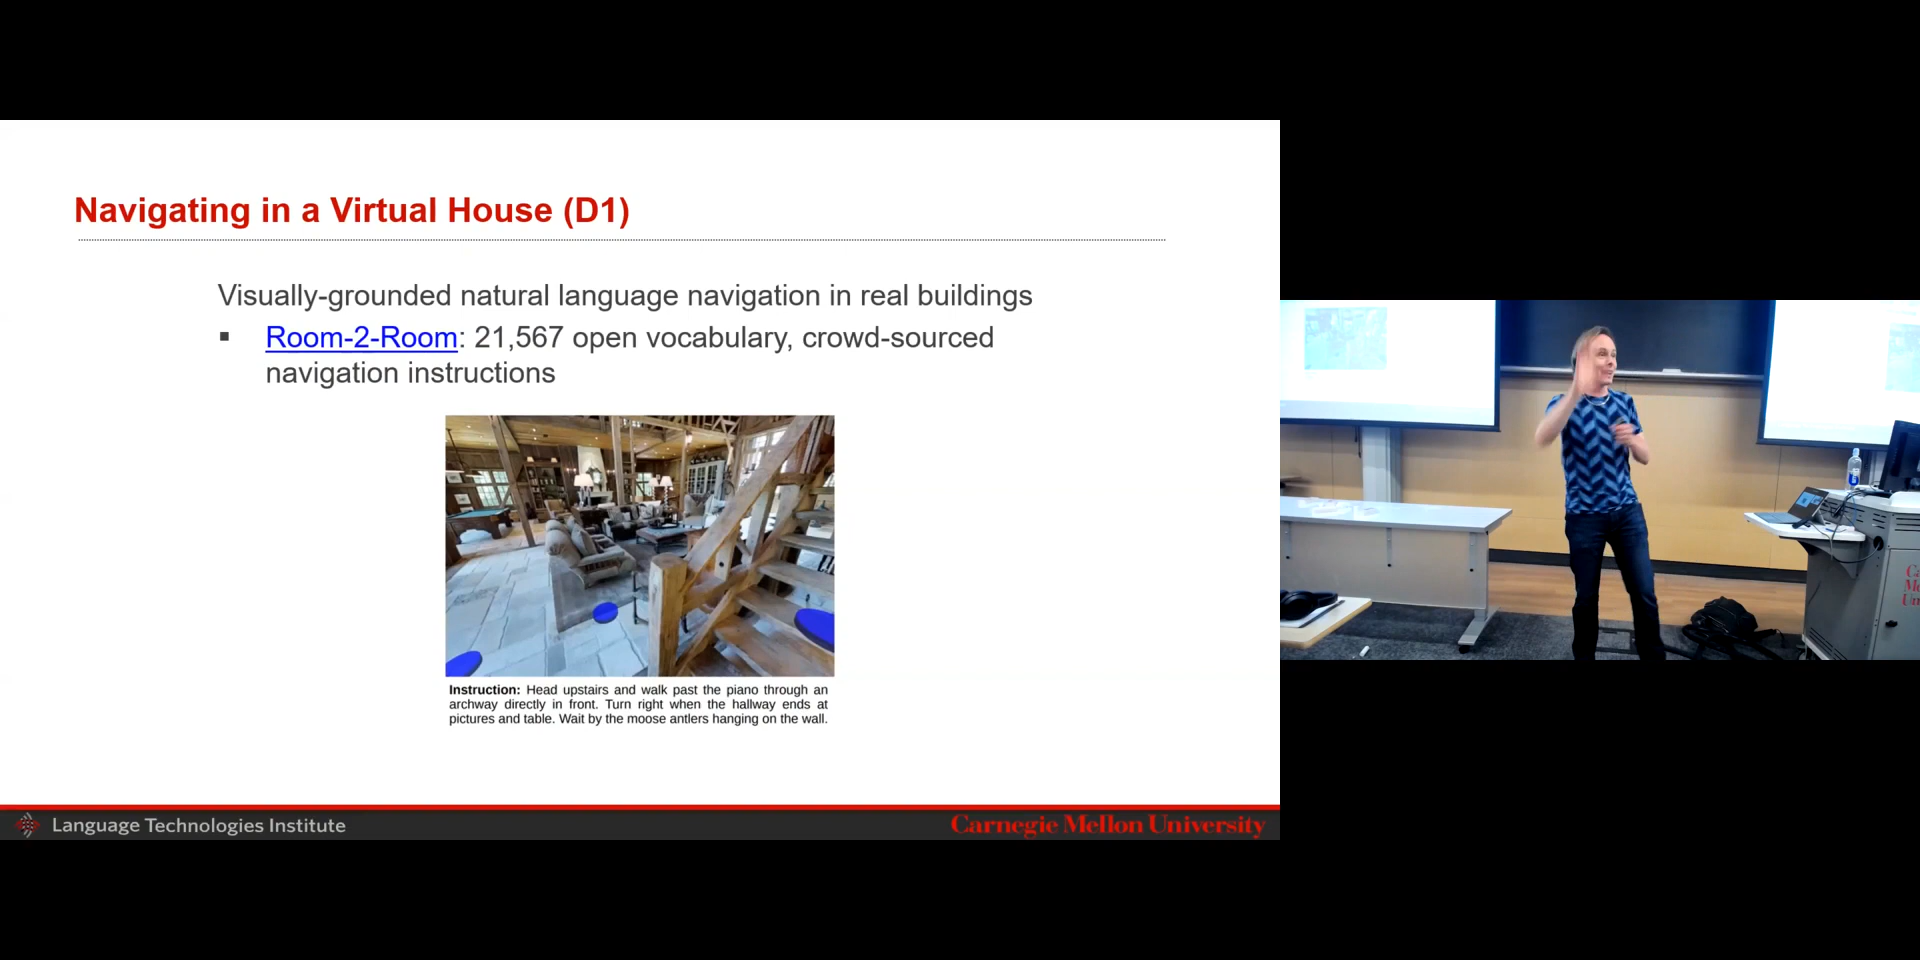 Navigating in a Virtual House (D1)
Visually-grounded natural language navigation in real buildings
▪ Room-2-Room: 21,567 open vocabulary, crowd-sourced
navigation instructions
Instruction: Head upstairs and walk past the piano through an
archway directly in front. Turn right when the hallway ends at
pictures and table. Wait by the moose antlers hanging on the wall.
Language Technologies Institute
Carnegie Mellon University